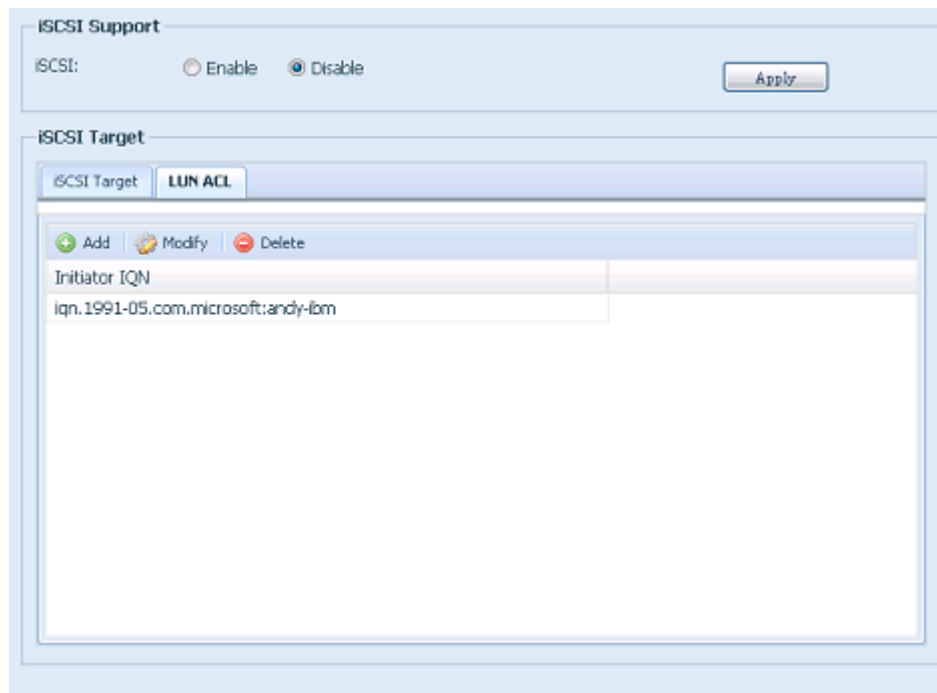 iSCSI Support
iSCSI: Enable Disable Apply
iSCSI Target
iSCSI Target LUN ACL
Add Modify Delete
Initiator IQN
iqn.1991-05.com.microsoft:andy-ibm